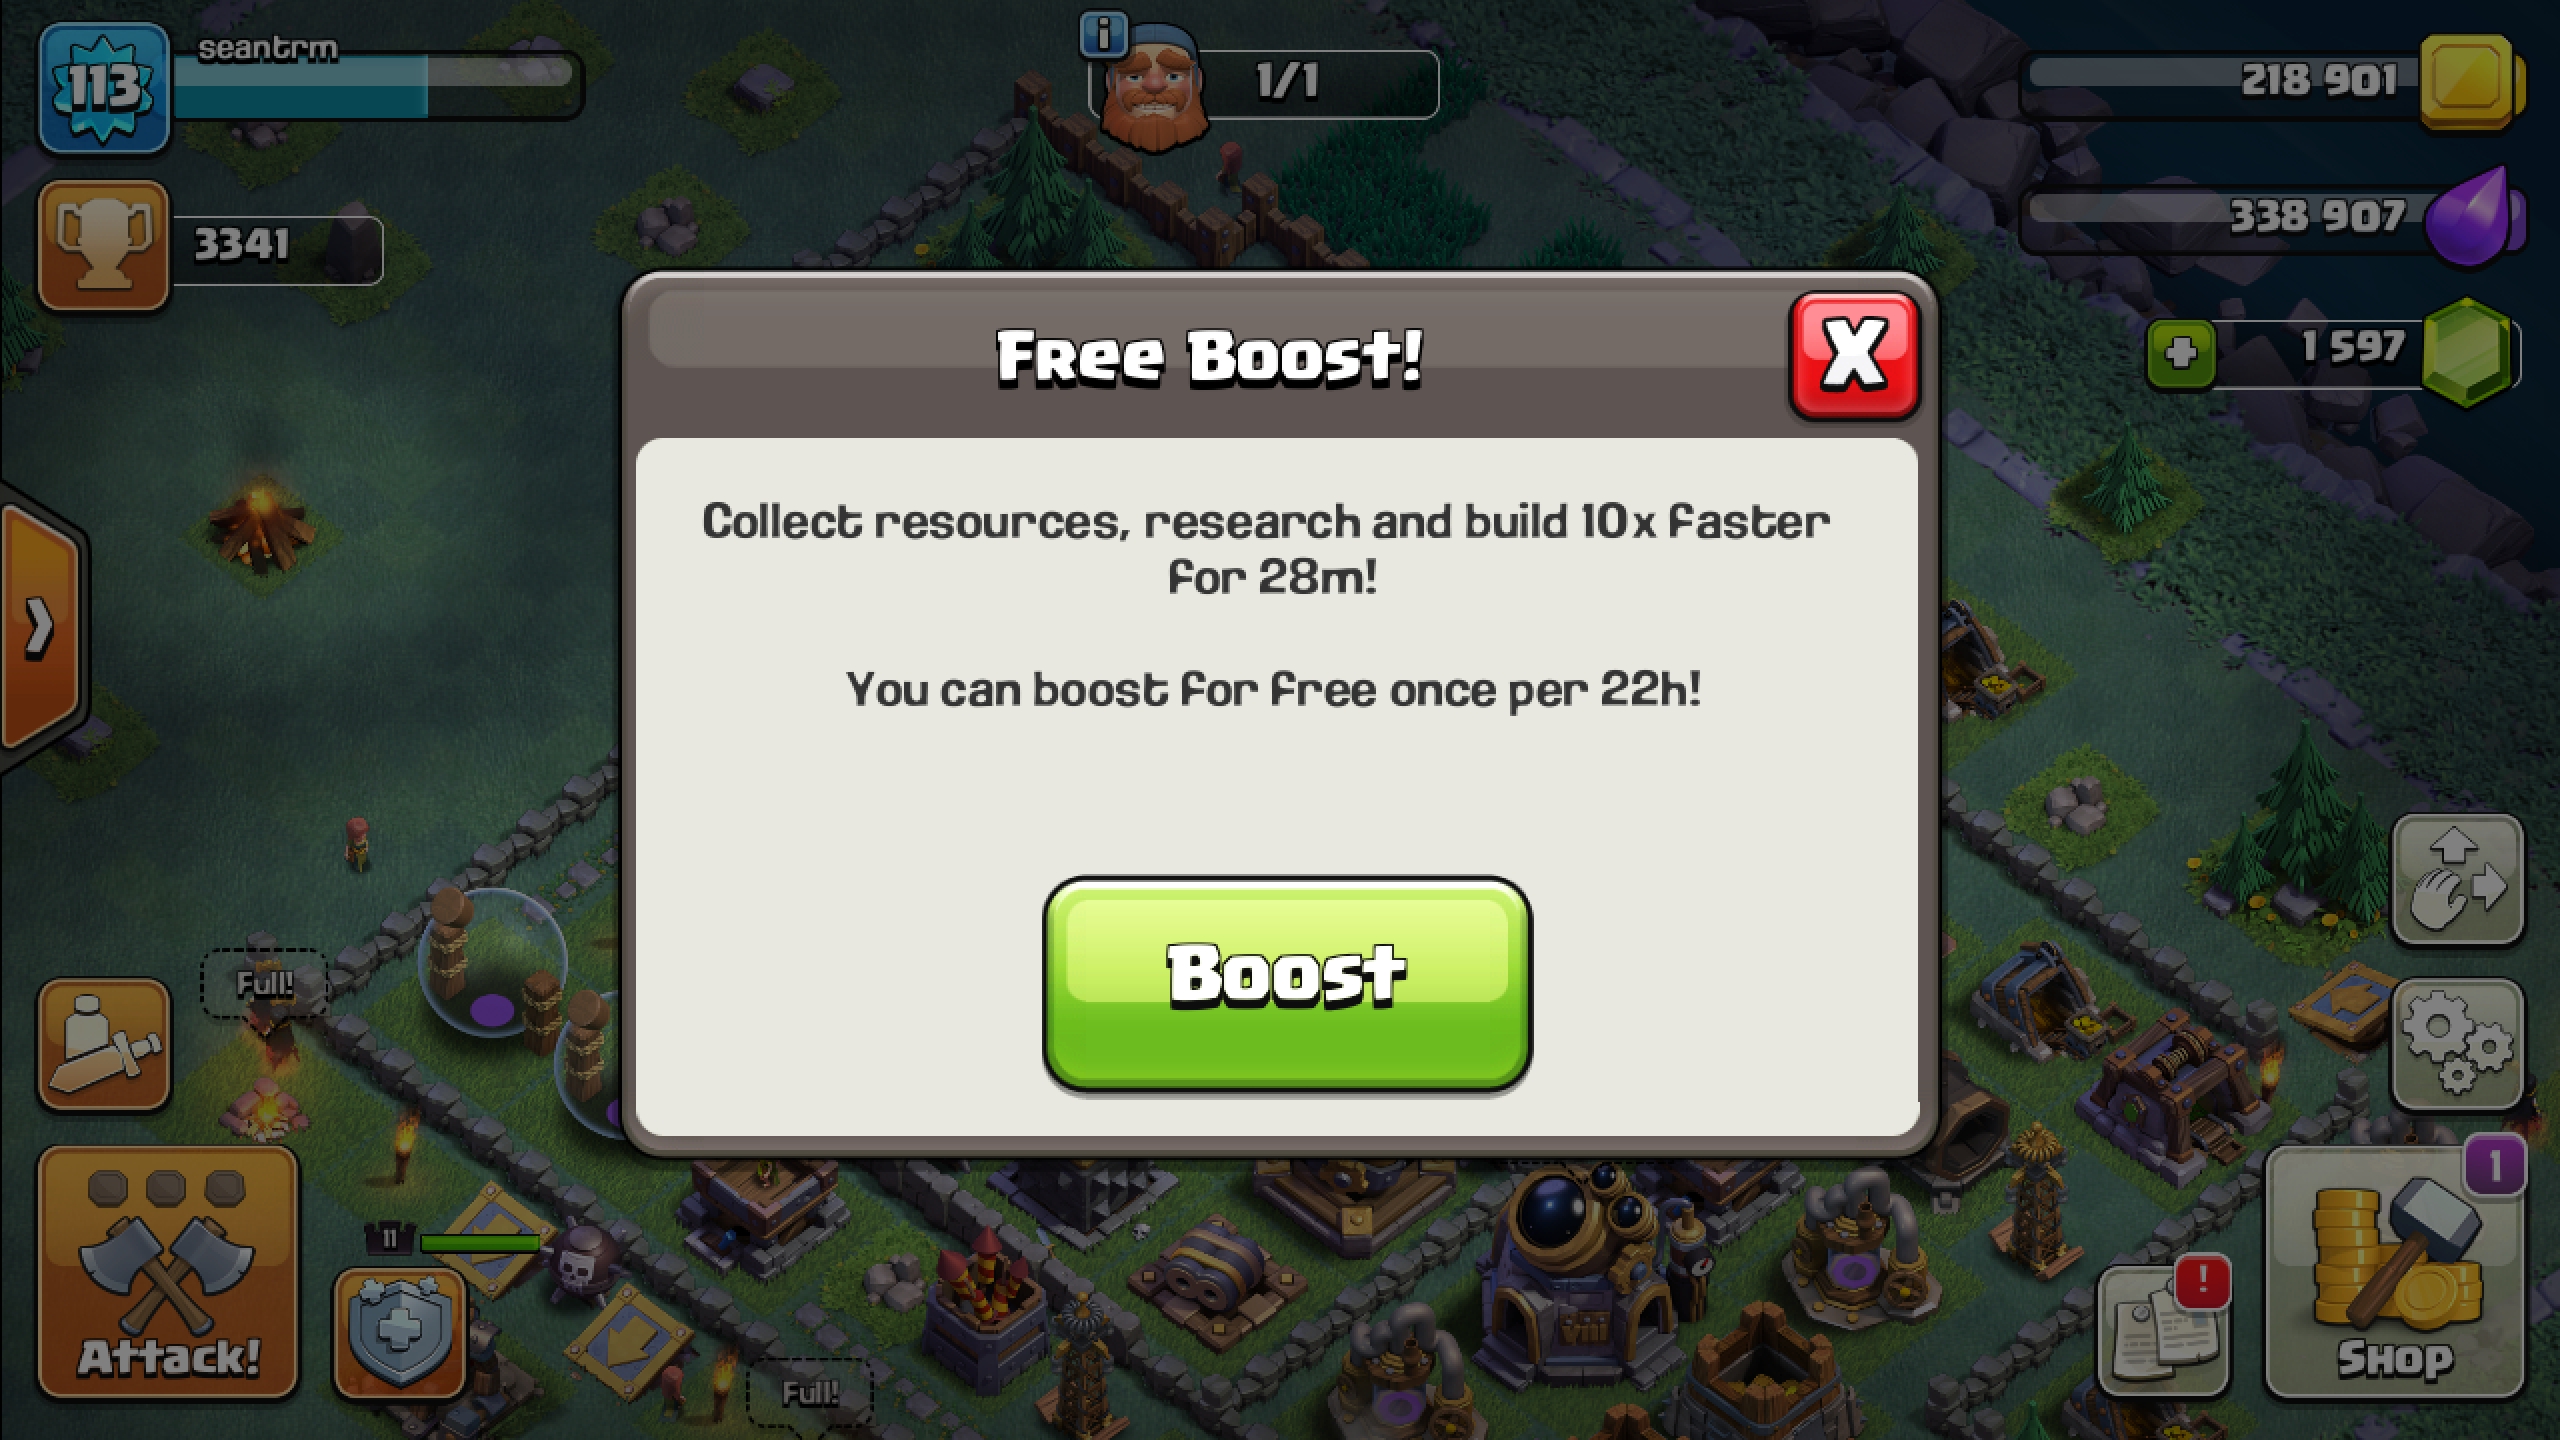 113
seantrm
1/1
218 901
3341
338 907
1 597
Free Boost!
X
Collect resources, research and build 10x faster
for 28m!
You can boost for free once per 22h!
Boost
Full!
Attack!
11
Full!
VIII
!
1
Shop